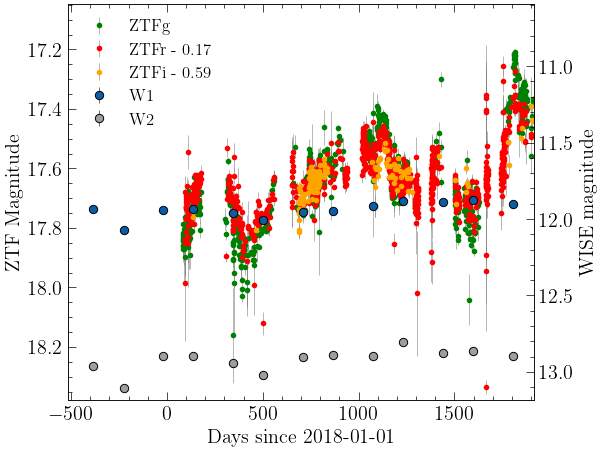 ZTFg
ZTFr - 0.17
ZTFi - 0.59
W1
W2
17.2
17.4
17.6
17.8
18.0
18.2
ZTF Magnitude
11.0
11.5
12.0
12.5
13.0
WISE magnitude
−500
0
500
1000
1500
Days since 2018-01-01